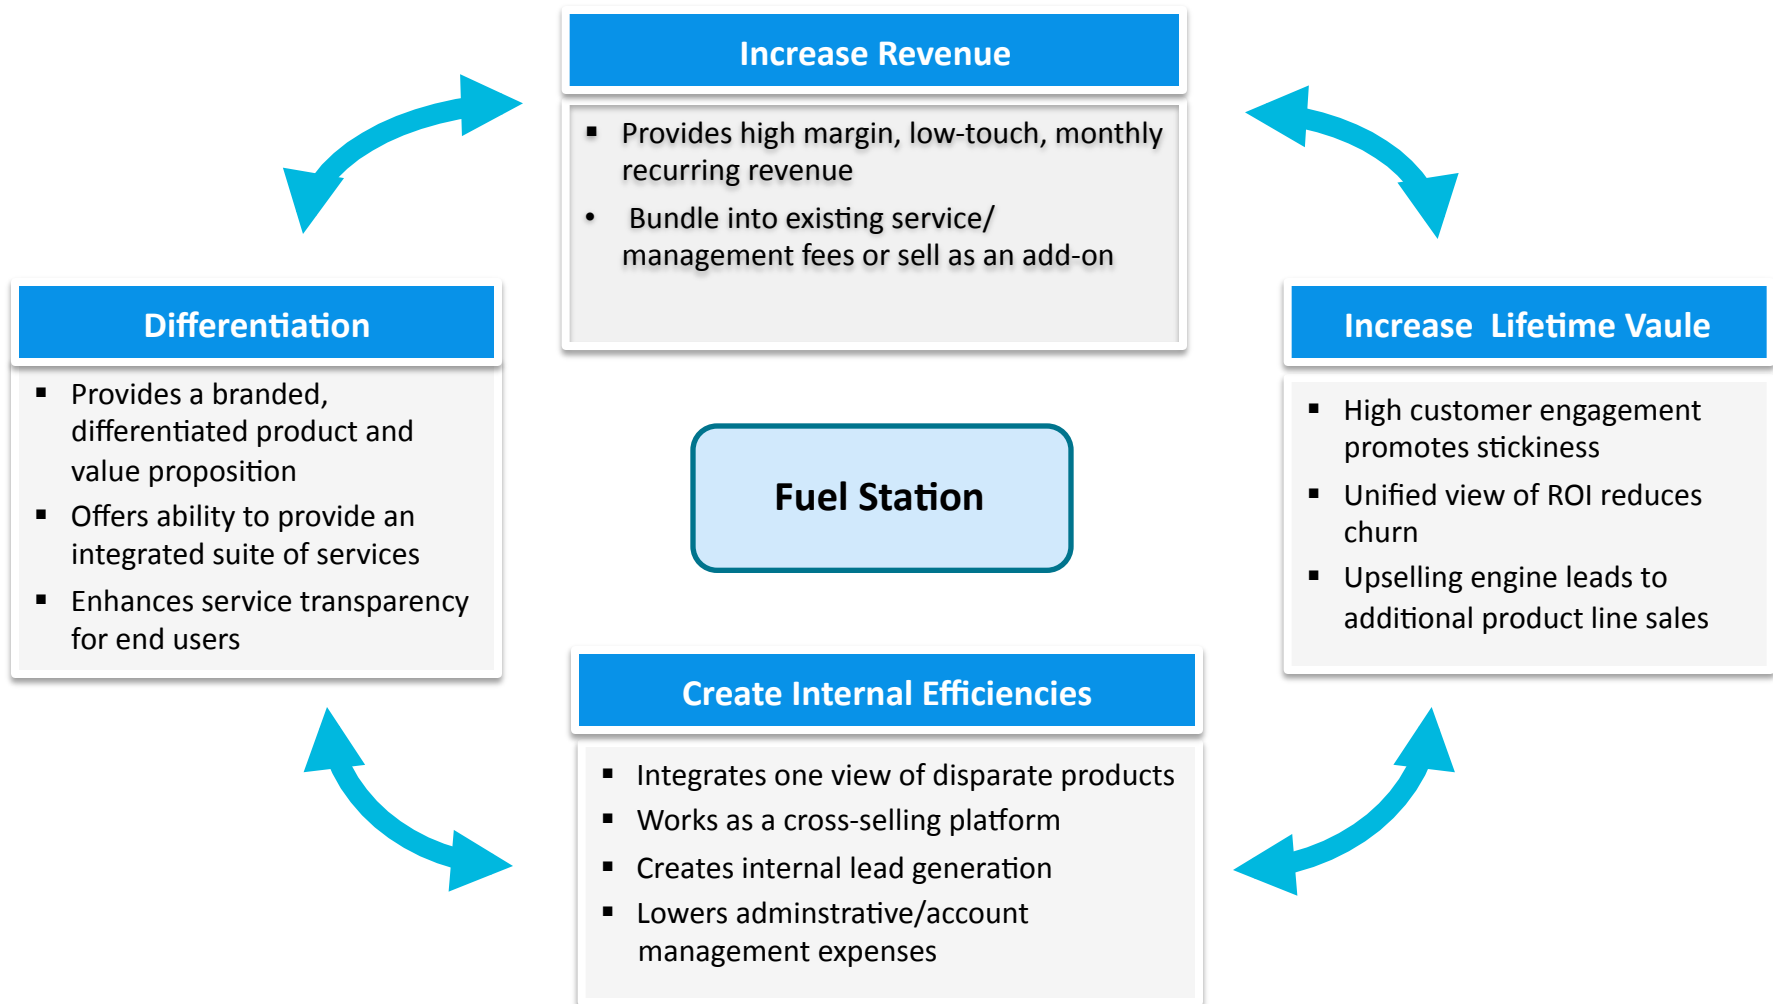 Increase Revenue
▪ Provides high margin, low-touch, monthly
recurring revenue
• Bundle into existing service/
management fees or sell as an add-on
Differentiation
▪ Provides a branded,
differentiated product and
value proposition
▪ Offers ability to provide an
integrated suite of services
▪ Enhances service transparency
for end users
Fuel Station
Increase Lifetime Vaule
▪ High customer engagement
promotes stickiness
▪ Unified view of ROI reduces
churn
▪ Upselling engine leads to
additional product line sales
Create Internal Efficiencies
▪ Integrates one view of disparate products
▪ Works as a cross-selling platform
▪ Creates internal lead generation
▪ Lowers adminstrative/account
management expenses